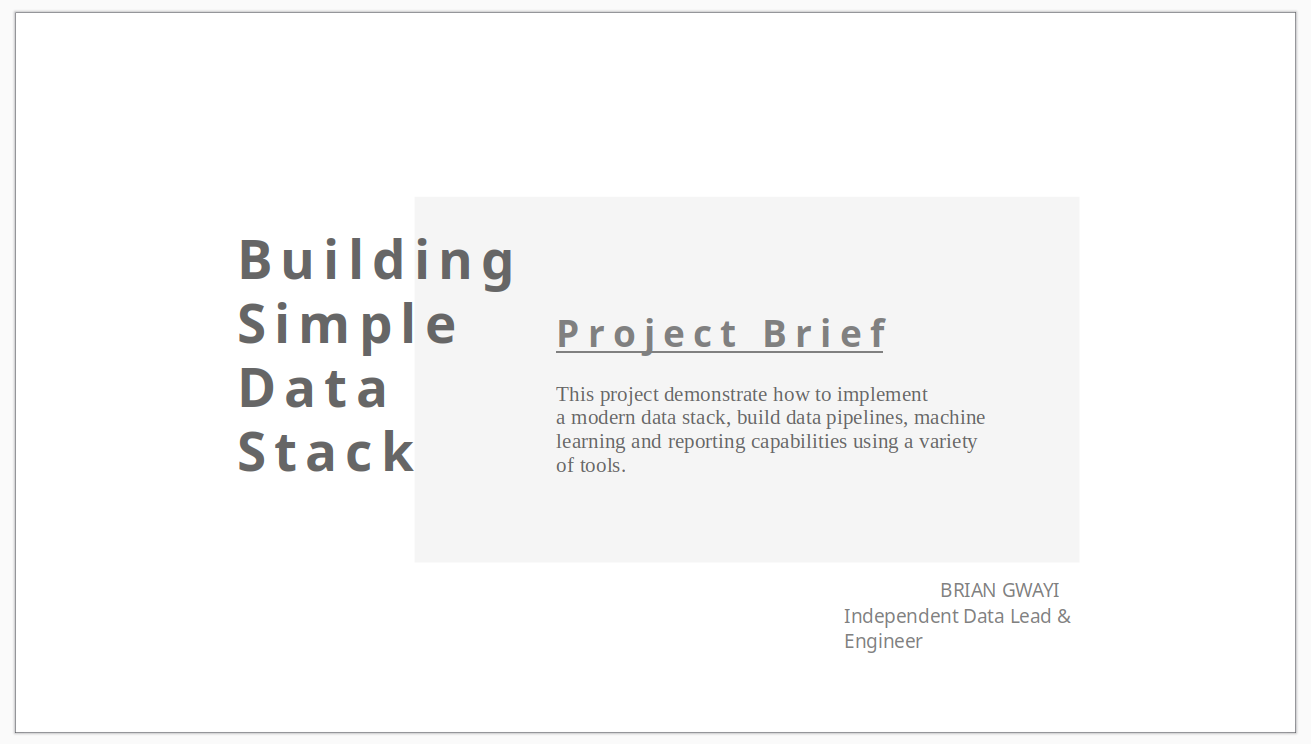 Building
Simple
Data
Stack
Project Brief
This project demonstrate how to implement
a modern data stack, build data pipelines, machine
learning and reporting capabilities using a variety
of tools.
BRIAN GWAYI
Independent Data Lead &
Engineer